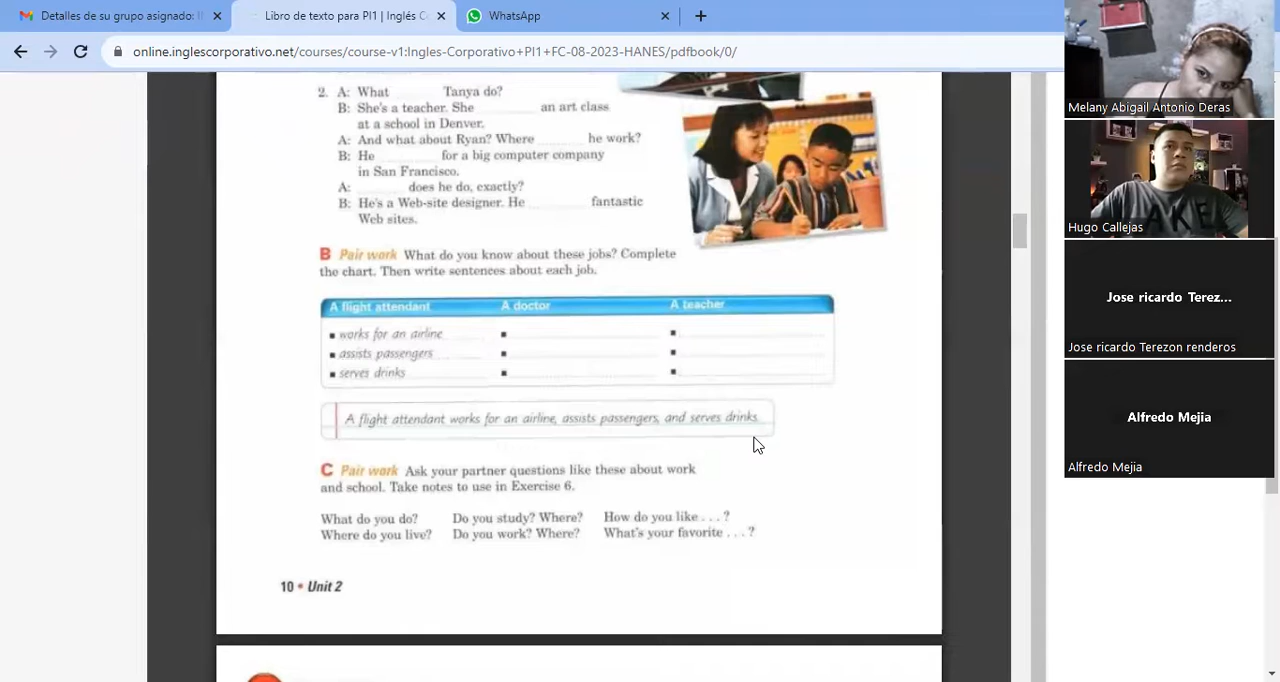 Detalles de su grupo asignado: I
Libro de texto para PI1 | Inglés C
WhatsApp
online.inglescorporativo.net/courses/course-v1:Ingles-Corporativo+PI1+FC-08-2023-HANES/pdfbook/0/
2. A: What ____ Tanya do?
B: She's a teacher. She ____ an art class
at a school in Denver.
A: And what about Ryan? Where ____ he work?
B: He ____ for a big computer company
in San Francisco.
A: ____ does he do, exactly?
B: He's a Web-site designer. He ____ fantastic
Web sites.
B Pair work What do you know about these jobs? Complete
the chart. Then write sentences about each job.
A flight attendant A doctor A teacher
▪ works for an airline ▪ ▪
▪ assists passengers ▪ ▪
▪ serves drinks ▪ ▪
A flight attendant works for an airline, assists passengers, and serves drinks.
C Pair work Ask your partner questions like these about work
and school. Take notes to use in Exercise 6.
What do you do? Do you study? Where? How do you like . . . ?
Where do you live? Do you work? Where? What's your favorite . . . ?
10 • Unit 2
Melany Abigail Antonio Deras
Hugo Callejas
Jose ricardo Terez...
Jose ricardo Terezon renderos
Alfredo Mejia
Alfredo Mejia